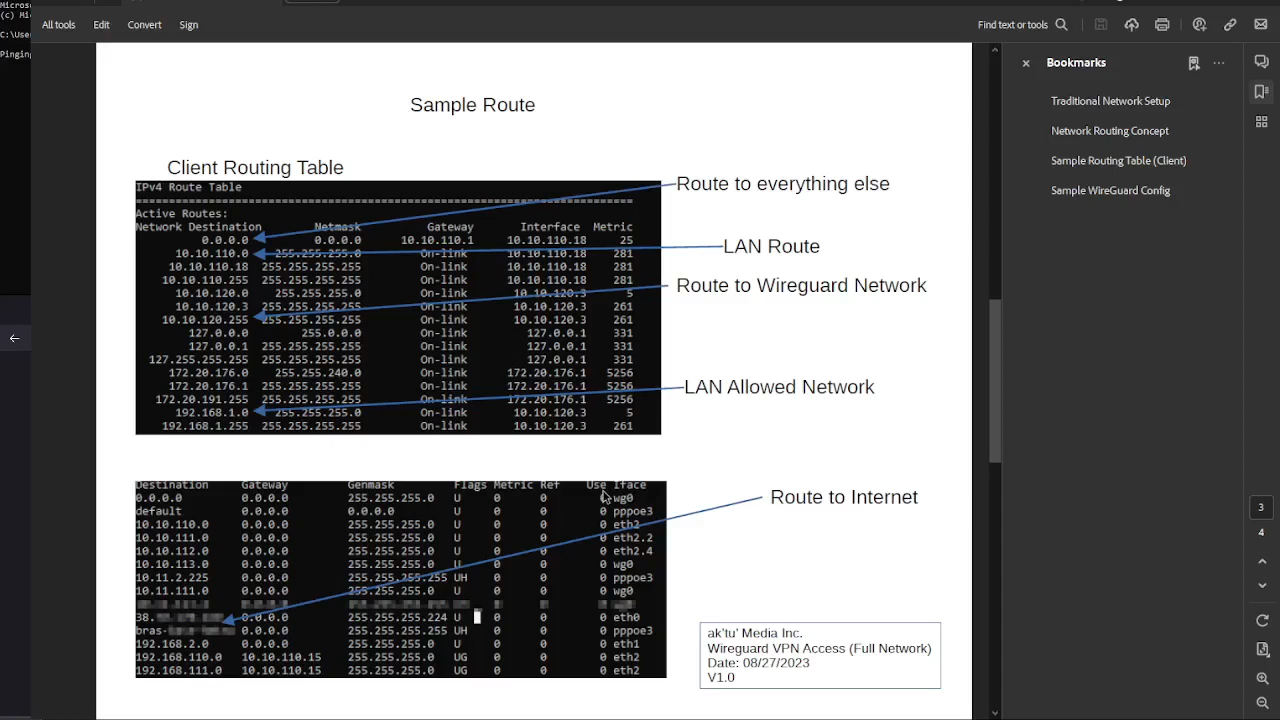 Microso
(c) Mi
C:\Use
Pinging
All tools Edit Convert Sign
Find text or tools
Bookmarks
Traditional Network Setup
Network Routing Concept
Sample Routing Table (Client)
Sample WireGuard Config
3
4
Sample Route
Client Routing Table
Route to everything else
LAN Route
Route to Wireguard Network
LAN Allowed Network
IPv4 Route Table
Active Routes:
Network Destination Netmask Gateway Interface Metric
0.0.0.0 0.0.0.0 10.10.110.1 10.10.110.18 25
10.10.110.0 255.255.255.0 On-link 10.10.110.18 281
10.10.110.18 255.255.255.255 On-link 10.10.110.18 281
10.10.110.255 255.255.255.255 On-link 10.10.110.18 281
10.10.120.0 255.255.255.0 On-link 10.10.120.3 5
10.10.120.3 255.255.255.255 On-link 10.10.120.3 261
10.10.120.255 255.255.255.255 On-link 10.10.120.3 261
127.0.0.0 255.0.0.0 On-link 127.0.0.1 331
127.0.0.1 255.255.255.255 On-link 127.0.0.1 331
127.255.255.255 255.255.255.255 On-link 127.0.0.1 331
172.20.176.0 255.255.240.0 On-link 172.20.176.1 5256
172.20.176.1 255.255.255.255 On-link 172.20.176.1 5256
172.20.191.255 255.255.255.255 On-link 172.20.176.1 5256
192.168.1.0 255.255.255.0 On-link 10.10.120.3 5
192.168.1.255 255.255.255.255 On-link 10.10.120.3 261
Destination Gateway Genmask Flags Metric Ref Use Iface
0.0.0.0 0.0.0.0 255.255.255.0 U 0 0 0 wg0
default 0.0.0.0 0.0.0.0 U 0 0 0 pppoe3
10.10.110.0 0.0.0.0 255.255.255.0 U 0 0 0 eth2
10.10.111.0 0.0.0.0 255.255.255.0 U 0 0 0 eth2.2
10.10.112.0 0.0.0.0 255.255.255.0 U 0 0 0 eth2.4
10.10.113.0 0.0.0.0 255.255.255.0 U 0 0 0 wg0
10.11.2.225 0.0.0.0 255.255.255.255 UH 0 0 0 pppoe3
10.11.111.0 0.0.0.0 255.255.255.0 U 0 0 0 wg0
38. 0.0.0.0 255.255.255.224 U 0 0 0 eth0
bras- 0.0.0.0 255.255.255.255 UH 0 0 0 pppoe3
192.168.2.0 0.0.0.0 255.255.255.0 U 0 0 0 eth1
192.168.110.0 10.10.110.15 255.255.255.0 UG 0 0 0 eth2
192.168.111.0 10.10.110.15 255.255.255.0 UG 0 0 0 eth2
Route to Internet
ak'tu' Media Inc.
Wireguard VPN Access (Full Network)
Date: 08/27/2023
V1.0